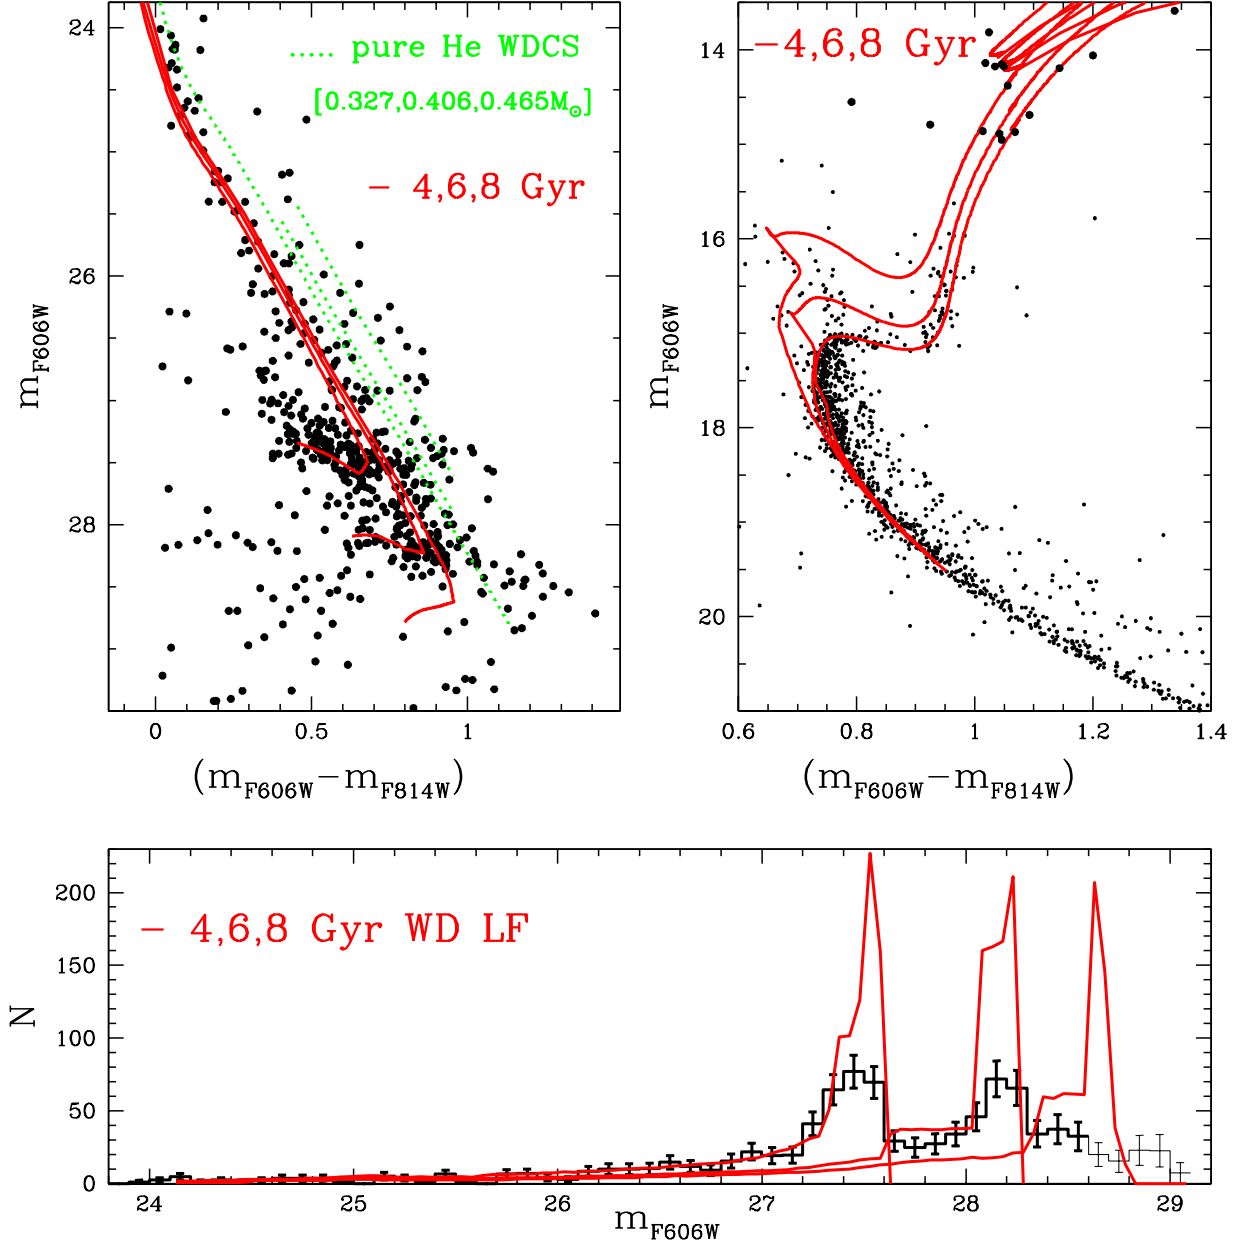 ..... pure He WDCS
[0.327,0.406,0.465M⊙]
− 4,6,8 Gyr
24
26
28
m_F606W
0
0.5
1
(m_F606W−m_F814W)
−4,6,8 Gyr
14
16
18
20
m_F606W
0.6
0.8
1
1.2
1.4
(m_F606W−m_F814W)
− 4,6,8 Gyr WD LF
200
150
100
50
0
N
24
25
26
27
28
29
m_F606W